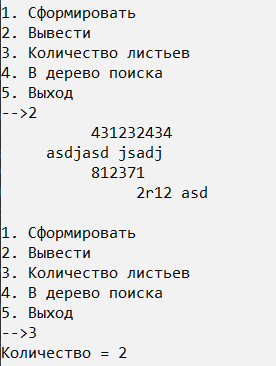 1. Сформировать
2. Вывести
3. Количество листьев
4. В дерево поиска
5. Выход
-->2
431232434
asdjasd jsadj
812371
2r12 asd
1. Сформировать
2. Вывести
3. Количество листьев
4. В дерево поиска
5. Выход
-->3
Количество = 2